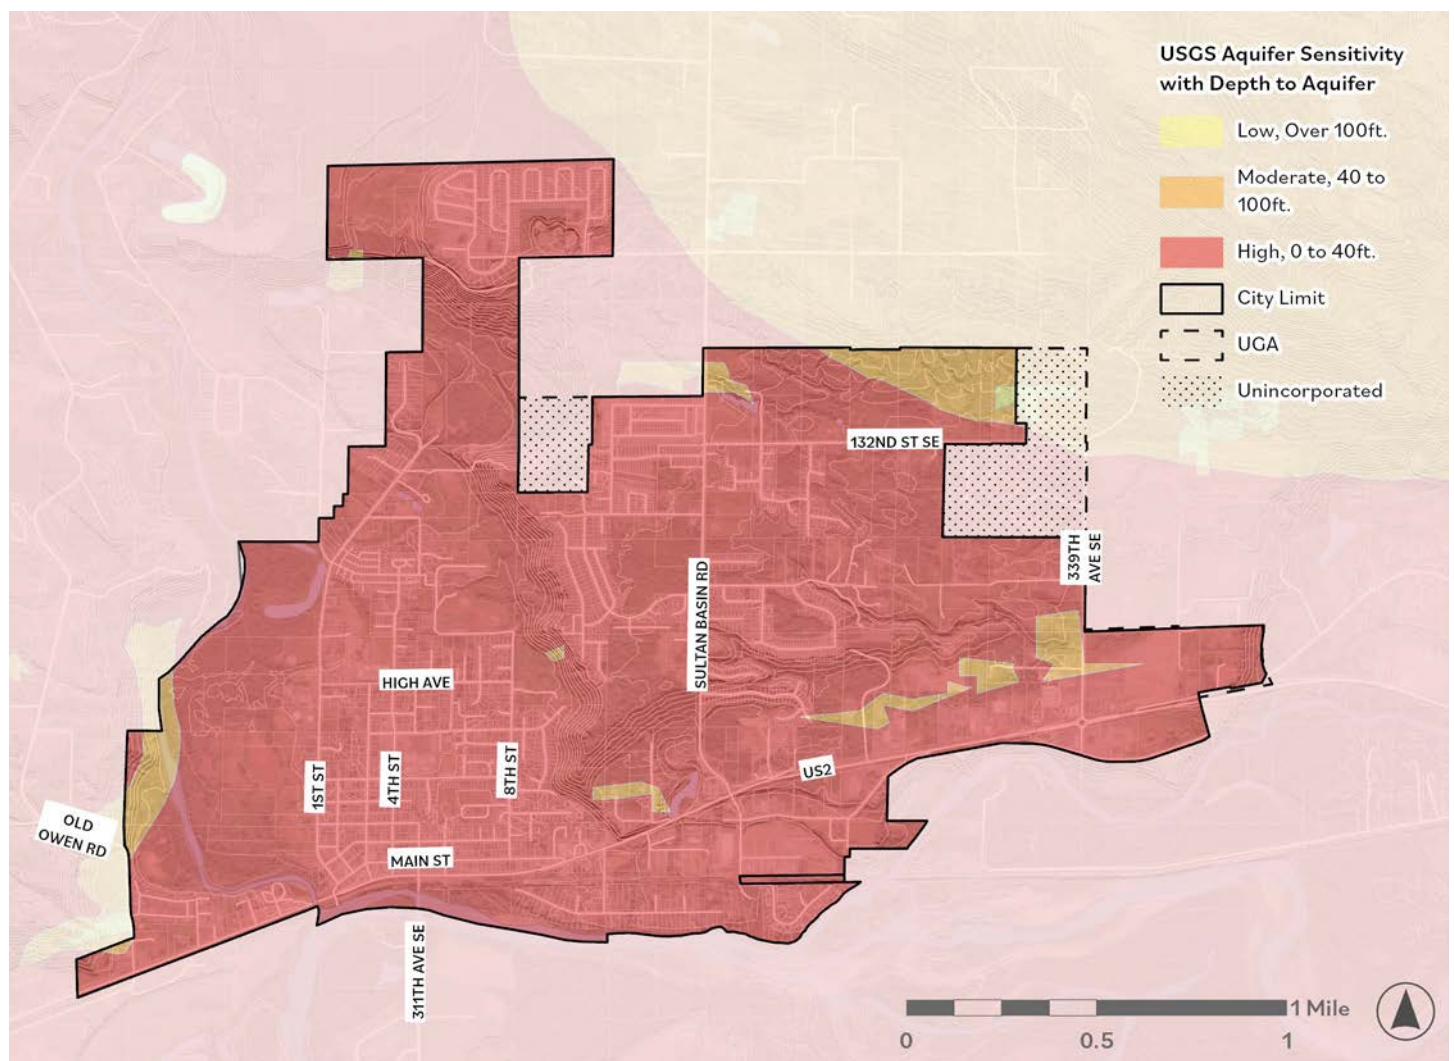 USGS Aquifer Sensitivity
with Depth to Aquifer
Low, Over 100ft.
Moderate, 40 to
100ft.
High, 0 to 40ft.
City Limit
UGA
Unincorporated
132ND ST SE
339TH
AVE SE
SULTAN BASIN RD
HIGH AVE
1ST ST
4TH ST
8TH ST
US2
OLD
OWEN RD
MAIN ST
311TH AVE SE
1 Mile
0
0.5
1